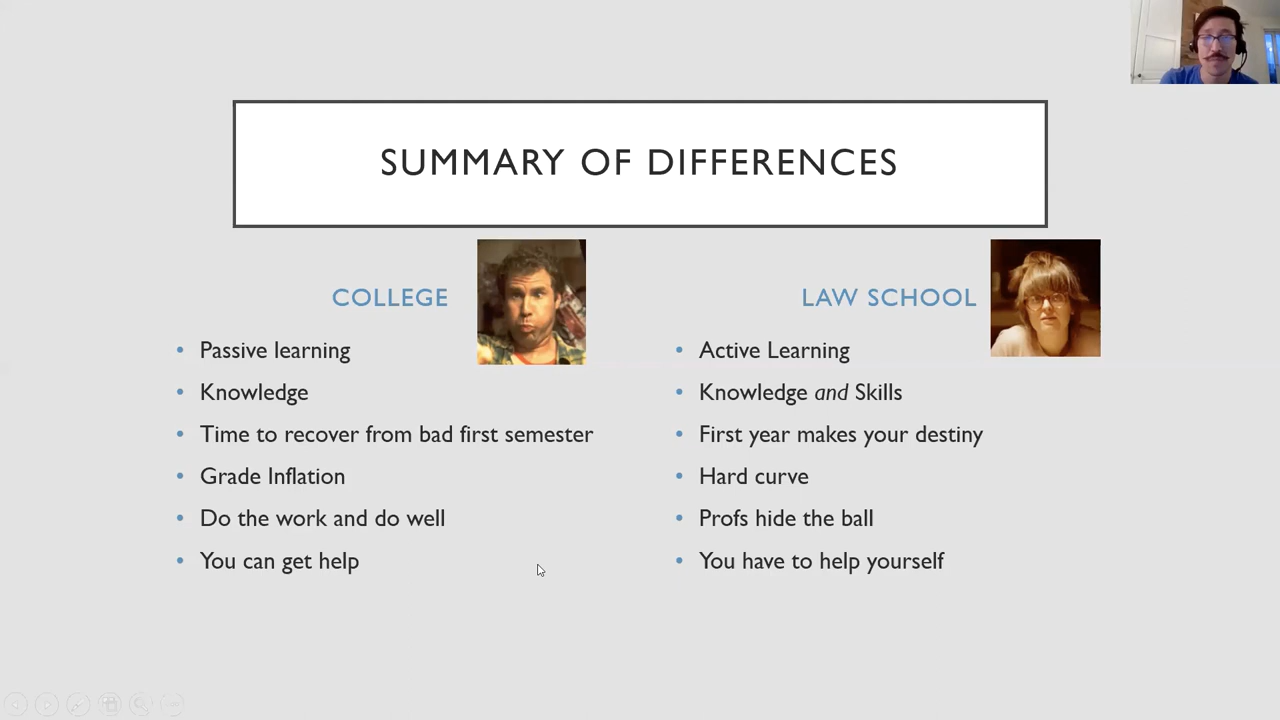 SUMMARY OF DIFFERENCES
COLLEGE
Passive learning
Knowledge
Time to recover from bad first semester
Grade Inflation
Do the work and do well
You can get help
LAW SCHOOL
Active Learning
Knowledge and Skills
First year makes your destiny
Hard curve
Profs hide the ball
You have to help yourself